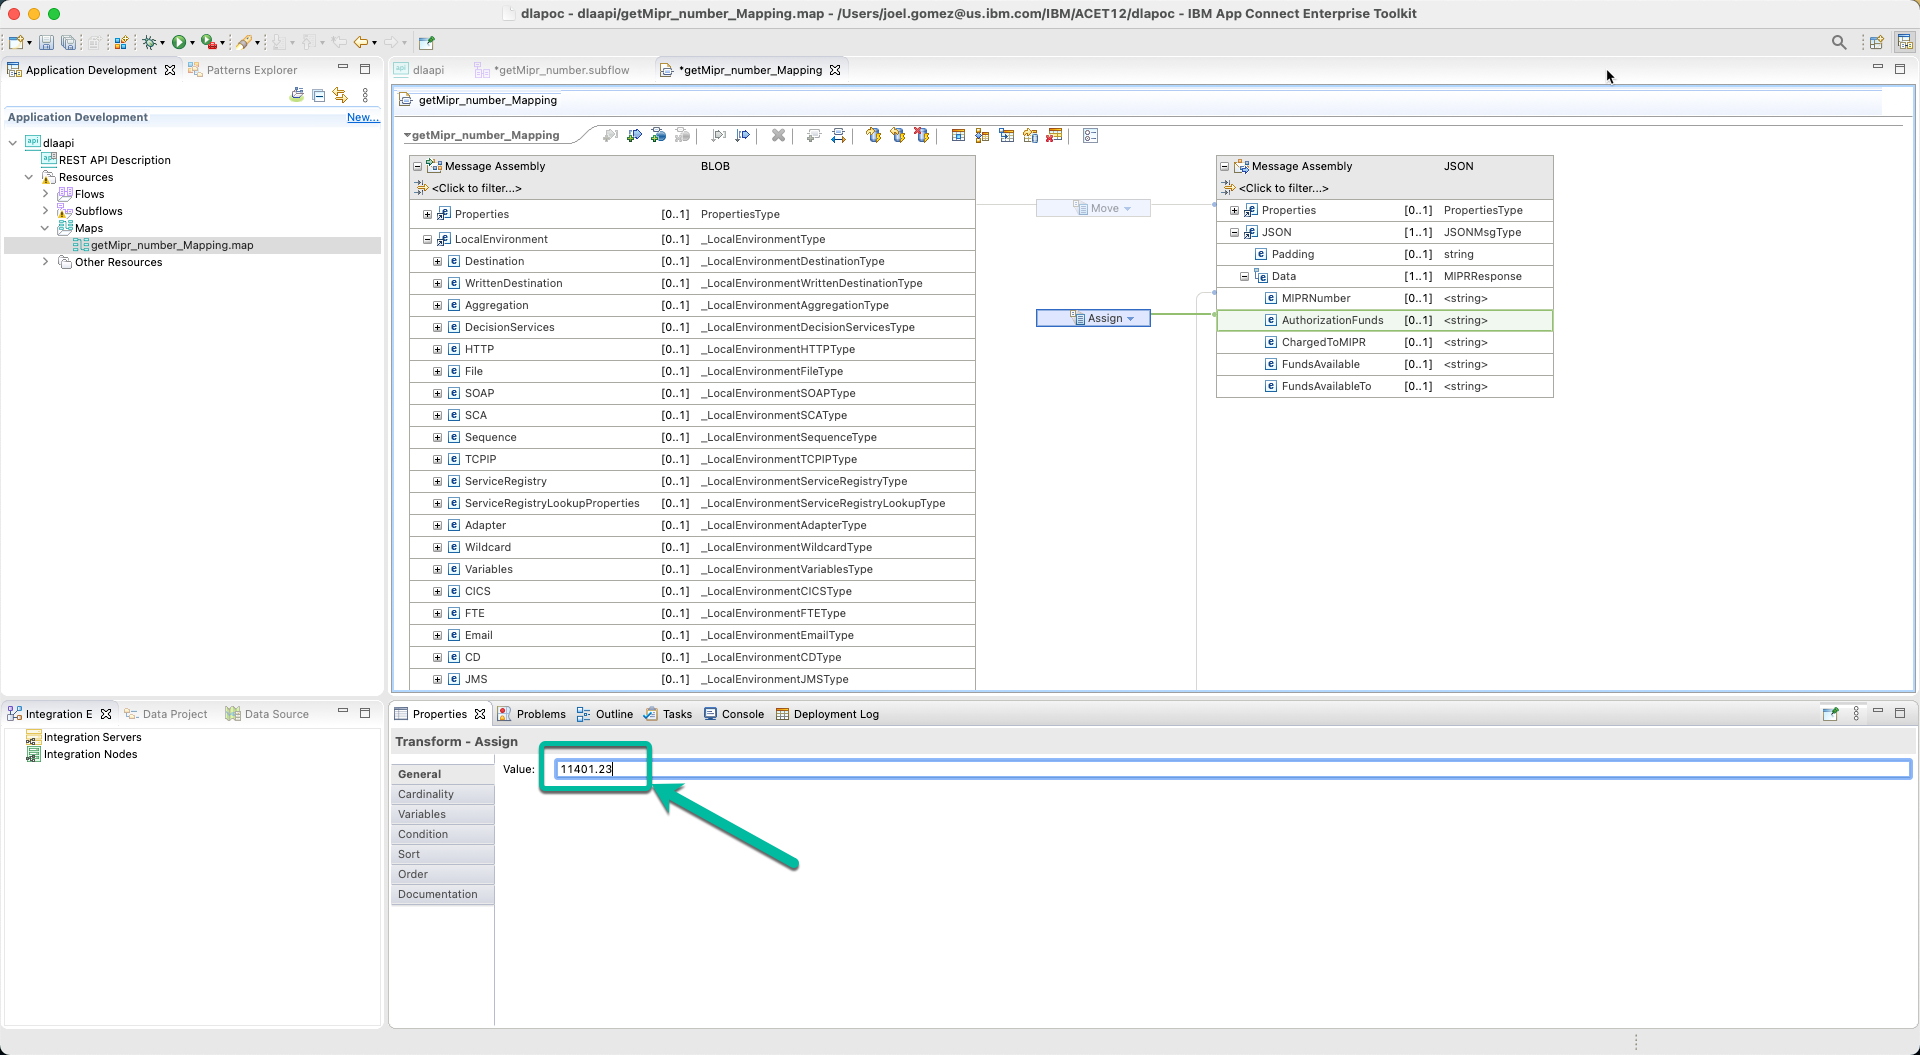 dlapoc - dlaapi/getMipr_number_Mapping.map - /Users/joel.gomez@us.ibm.com/IBM/ACET12/dlapoc - IBM App Connect Enterprise Toolkit
Application Development
Patterns Explorer
Application Development
New...
dlaapi
REST API Description
Resources
Flows
Subflows
Maps
getMipr_number_Mapping.map
Other Resources
dlaapi
*getMipr_number.subflow
*getMipr_number_Mapping
getMipr_number_Mapping
getMipr_number_Mapping
Message Assembly BLOB
<Click to filter...>
Properties [0..1] PropertiesType
LocalEnvironment [0..1] _LocalEnvironmentType
Destination [0..1] _LocalEnvironmentDestinationType
WrittenDestination [0..1] _LocalEnvironmentWrittenDestinationType
Aggregation [0..1] _LocalEnvironmentAggregationType
DecisionServices [0..1] _LocalEnvironmentDecisionServicesType
HTTP [0..1] _LocalEnvironmentHTTPType
File [0..1] _LocalEnvironmentFileType
SOAP [0..1] _LocalEnvironmentSOAPType
SCA [0..1] _LocalEnvironmentSCAType
Sequence [0..1] _LocalEnvironmentSequenceType
TCPIP [0..1] _LocalEnvironmentTCPIPType
ServiceRegistry [0..1] _LocalEnvironmentServiceRegistryType
ServiceRegistryLookupProperties [0..1] _LocalEnvironmentServiceRegistryLookupType
Adapter [0..1] _LocalEnvironmentAdapterType
Wildcard [0..1] _LocalEnvironmentWildcardType
Variables [0..1] _LocalEnvironmentVariablesType
CICS [0..1] _LocalEnvironmentCICSType
FTE [0..1] _LocalEnvironmentFTEType
Email [0..1] _LocalEnvironmentEmailType
CD [0..1] _LocalEnvironmentCDType
JMS [0..1] _LocalEnvironmentJMSType
Move
Assign
Message Assembly JSON
<Click to filter...>
Properties [0..1] PropertiesType
JSON [1..1] JSONMsgType
Padding [0..1] string
Data [1..1] MIPRResponse
MIPRNumber [0..1] <string>
AuthorizationFunds [0..1] <string>
ChargedToMIPR [0..1] <string>
FundsAvailable [0..1] <string>
FundsAvailableTo [0..1] <string>
Integration E
Data Project
Data Source
Integration Servers
Integration Nodes
Properties
Problems
Outline
Tasks
Console
Deployment Log
Transform - Assign
General
Cardinality
Variables
Condition
Sort
Order
Documentation
Value: 11401.23